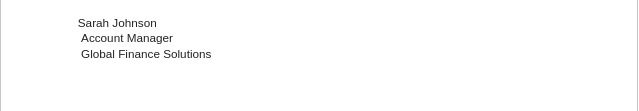 Sarah Johnson
Account Manager
Global Finance Solutions